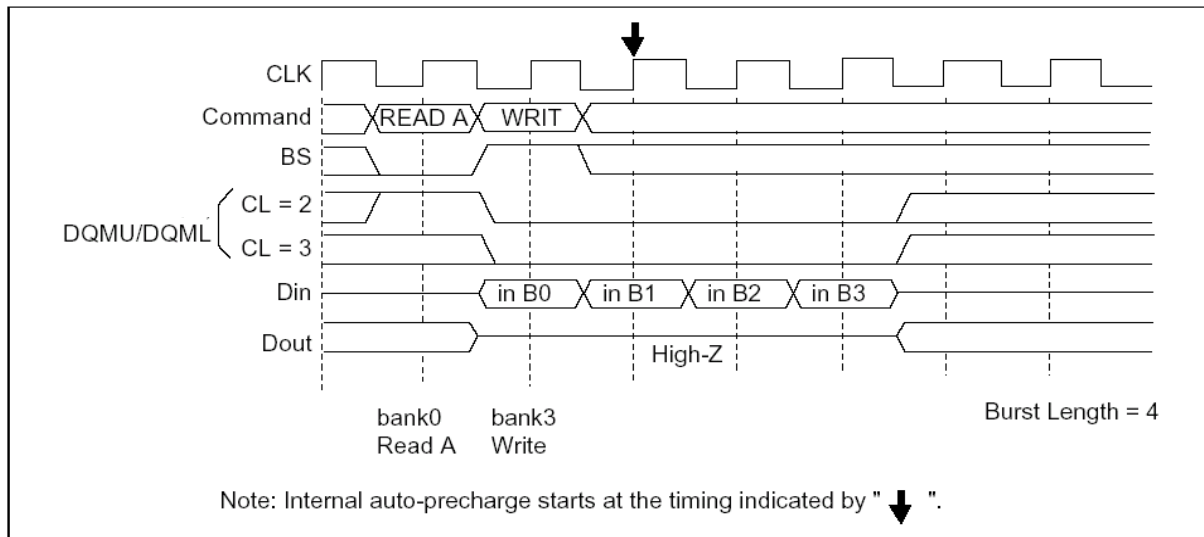 CLK
Command READ A WRIT
BS
CL = 2
DQMU/DQML
CL = 3
Din in B0 in B1 in B2 in B3
Dout
High-Z
bank0 bank3
Read A Write
Burst Length = 4
Note: Internal auto-precharge starts at the timing indicated by " ".